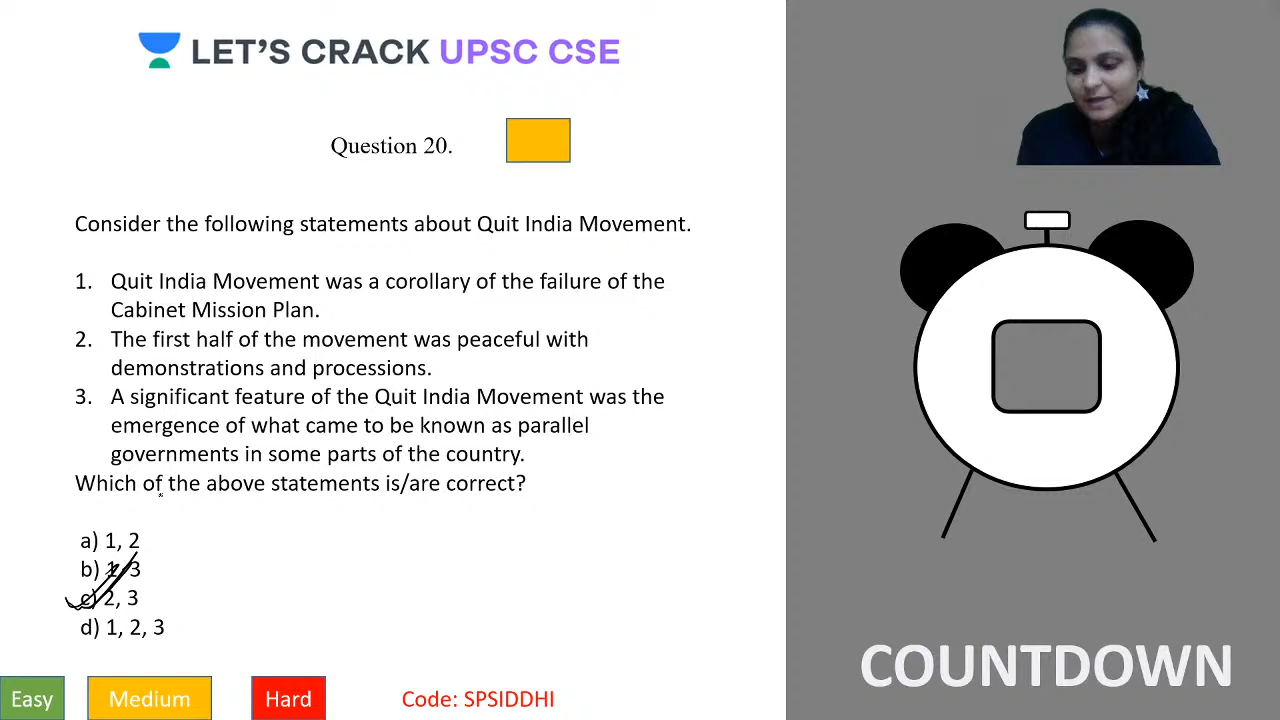 LET'S CRACK UPSC CSE
Question 20.
Consider the following statements about Quit India Movement.
1. Quit India Movement was a corollary of the failure of the
Cabinet Mission Plan.
2. The first half of the movement was peaceful with
demonstrations and processions.
3. A significant feature of the Quit India Movement was the
emergence of what came to be known as parallel
governments in some parts of the country.
Which of the above statements is/are correct?
a) 1, 2
b) 1, 3
c) 2, 3
d) 1, 2, 3
Easy
Medium
Hard
Code: SPSIDDHI
COUNTDOWN